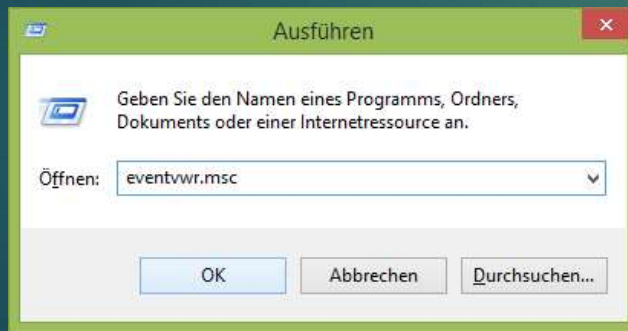 Ausführen
Geben Sie den Namen eines Programms, Ordners,
Dokuments oder einer Internetressource an.
Öffnen: eventvwr.msc
OK Abbrechen Durchsuchen...